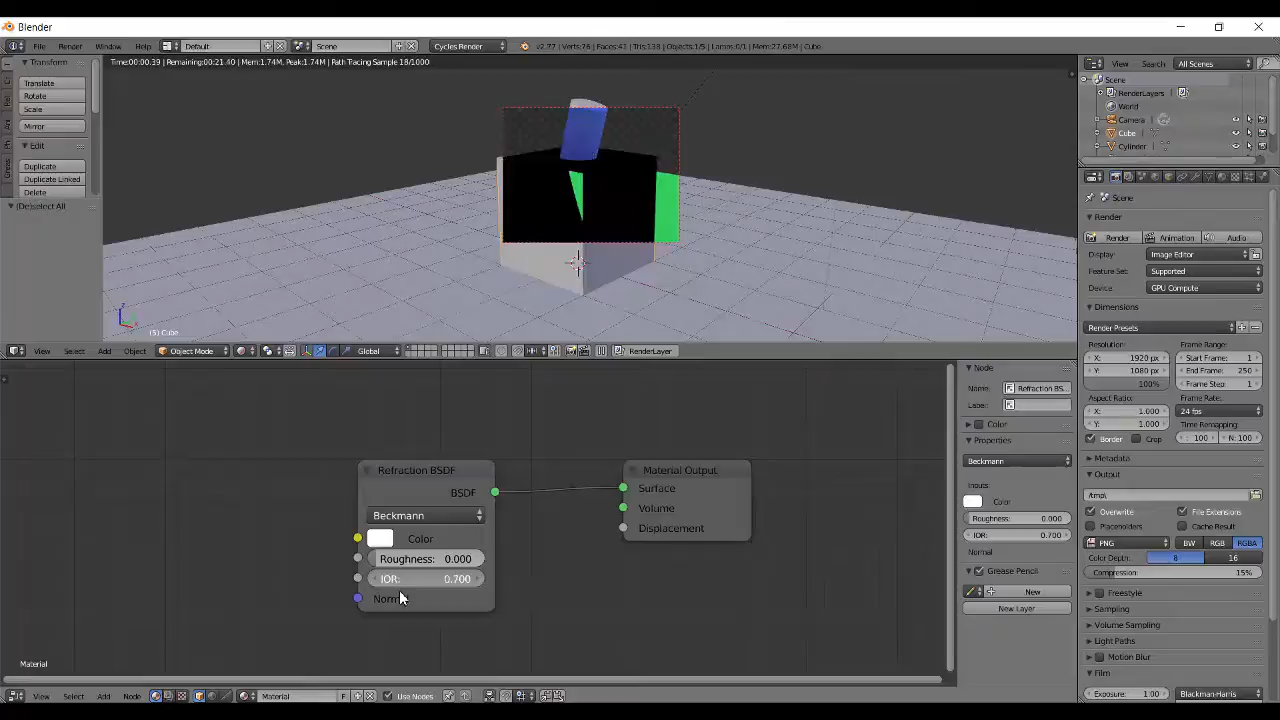 Blender
File Render Window Help Default Scene Cycles Render v2.77 | Verts:76 | Faces:41 | Tris:138 | Objects:1/5 | Lamps:0/1 | Mem:27.68M | Cube
Time:00:00.39 | Remaining:00:21.40 | Mem:1.74M, Peak:1.74M | Path Tracing Sample 18/1000
Transform
Translate
Rotate
Scale
Mirror
Edit
Duplicate
Duplicate Linked
Delete
(De)select All
(5) Cube
View Select Add Object Object Mode Global RenderLayer
View Search All Scenes
Scene
RenderLayers
World
Camera
Cube
Cylinder
Scene
Render
Render Animation Audio
Display: Image Editor
Feature Set: Supported
Device: GPU Compute
Dimensions
Render Presets
Resolution: Frame Range:
X: 1920 px Start Frame: 1
Y: 1080 px End Frame: 250
100% Frame Step: 1
Aspect Ratio: Frame Rate:
X: 1.000 24 fps
Y: 1.000 Time Remapping:
Border Crop : 100 N: 100
Metadata
Output
/tmp\
Overwrite File Extensions
Placeholders Cache Result
PNG BW RGB RGBA
Color Depth: 8 16
Compression: 15%
Freestyle
Sampling
Volume Sampling
Light Paths
Motion Blur
Film
Exposure: 1.00 Blackman-Harris
Refraction BSDF
BSDF
Beckmann
Color
Roughness: 0.000
IOR: 0.700
Material Output
Surface
Volume
Displacement
Material
Node
Name: Refraction BS...
Label:
Color
Properties
Beckmann
Inputs:
Color
Roughness: 0.000
IOR: 0.700
Normal
Grease Pencil
New
New Layer
View Select Add Node Material F Use Nodes